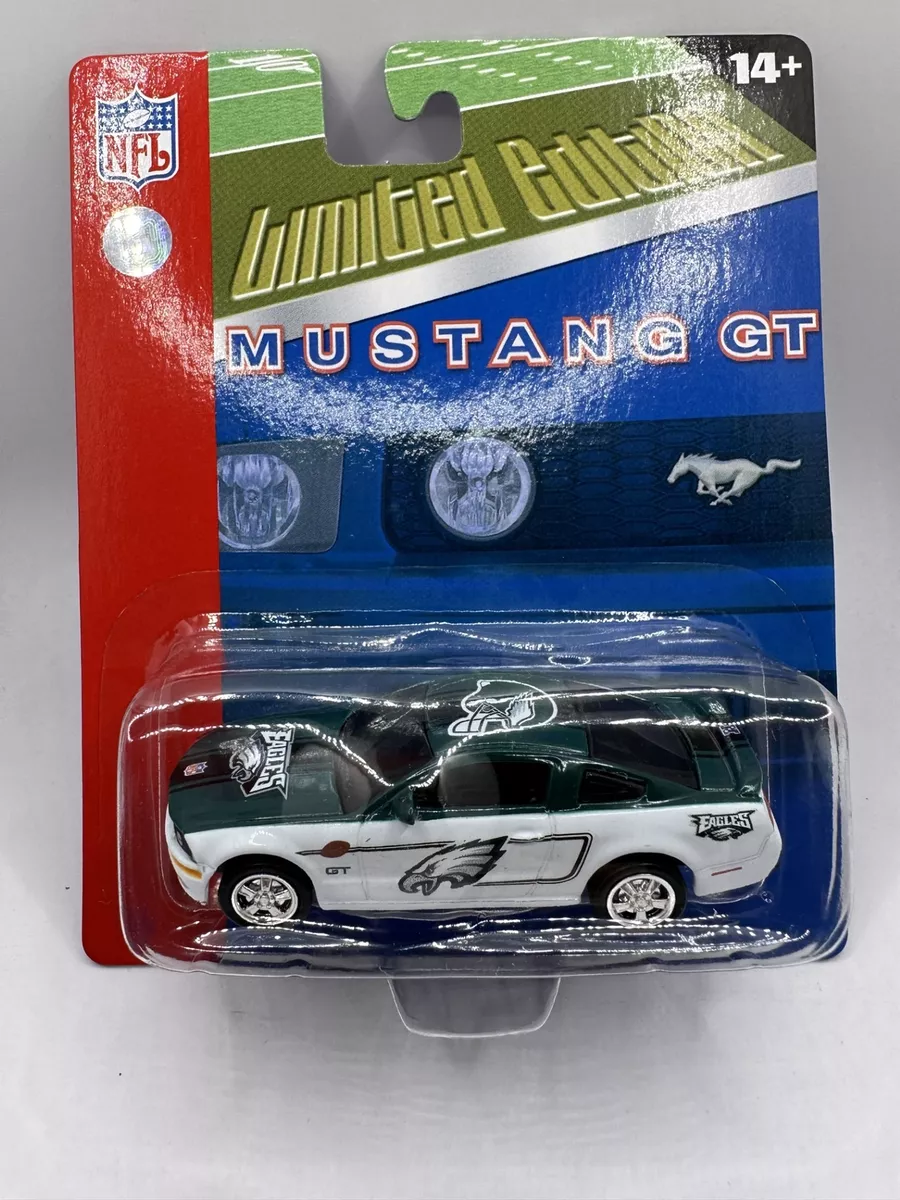 14+
NFL
Limited Edition
MUSTANG GT
EAGLES
EAGLES
GT